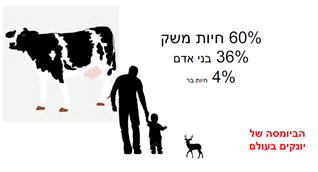 60% חיות משק
36% בני אדם
4% חיות בר
הביומסה של
יונקים בעולם